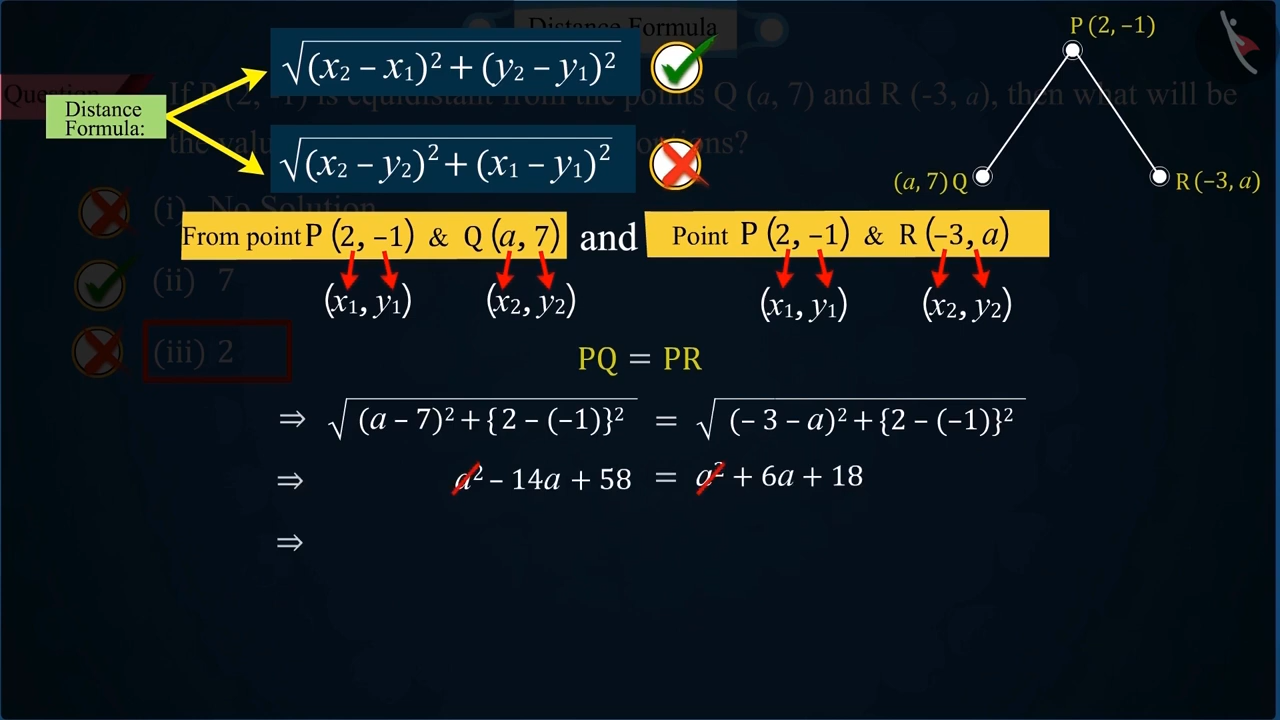 Distance Formula
P (2, –1)
√(x₂ – x₁)² + (y₂ – y₁)²
Question
If P (2, -1) is equidistant from the points Q (a, 7) and R (-3, a), then what will be
Distance
Formula:
the
√(x₂ – y₂)² + (x₁ – y₁)²
(a, 7) Q
R (–3, a)
(i) No Solution
From point P (2, –1) & Q (a, 7) and Point P (2, –1) & R (–3, a)
(ii) 7
(x₁, y₁) (x₂, y₂) (x₁, y₁) (x₂, y₂)
(iii) 2
PQ = PR
⇒ √(a – 7)² + {2 – (–1)}² = √(– 3 – a)² + {2 – (–1)}²
⇒ a² – 14a + 58 = a² + 6a + 18
⇒